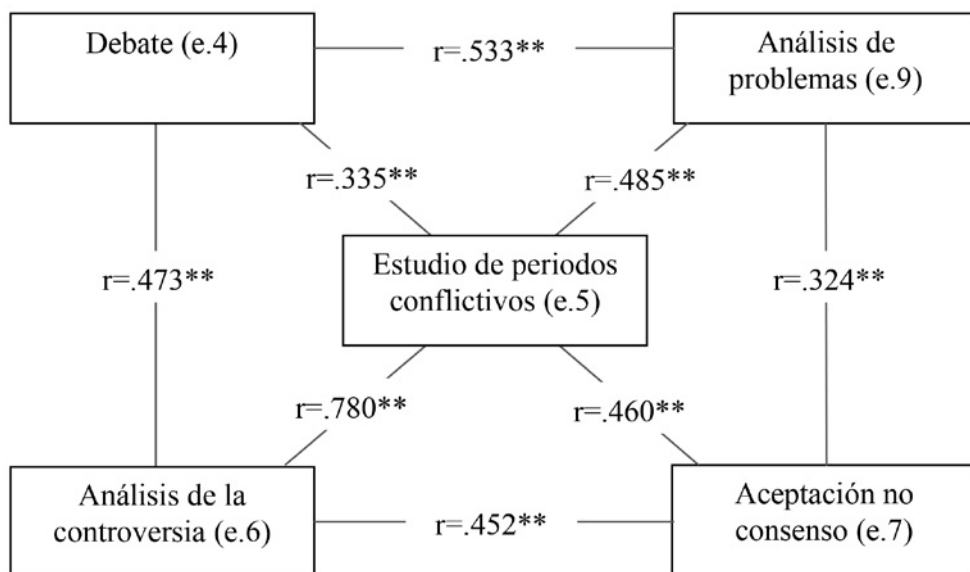 Debate (e.4)
r=.533**
Análisis de
problemas (e.9)
r=.335**
r=.485**
Estudio de periodos
conflictivos (e.5)
r=.473**
r=.324**
r=.780**
r=.460**
Análisis de la
controversia (e.6)
r=.452**
Aceptación no
consenso (e.7)